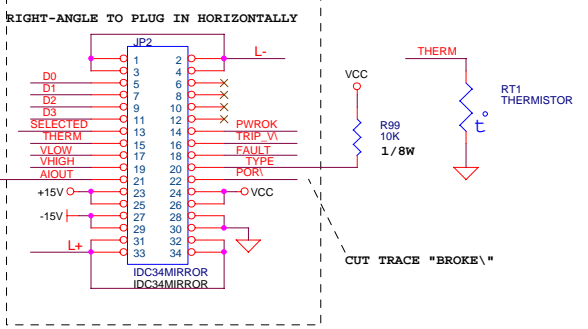 RIGHT-ANGLE TO PLUG IN HORIZONTALLY
JP2
L-
1 2
3 4
D0 5 6
D1 7 8
D2 9 10
D3 11 12
SELECTED 13 14 PWROK
THERM 15 16 TRIP_V\
VLOW 17 18 FAULT
VHIGH 19 20 TYPE
AIOUT 21 22 POR\
+15V 23 24 VCC
25 26
-15V 27 28
29 30
L+ 31 32
33 34
IDC34MIRROR
IDC34MIRROR
VCC
R99
10K
1/8W
THERM
RT1
THERMISTOR
t°
CUT TRACE "BROKE\"